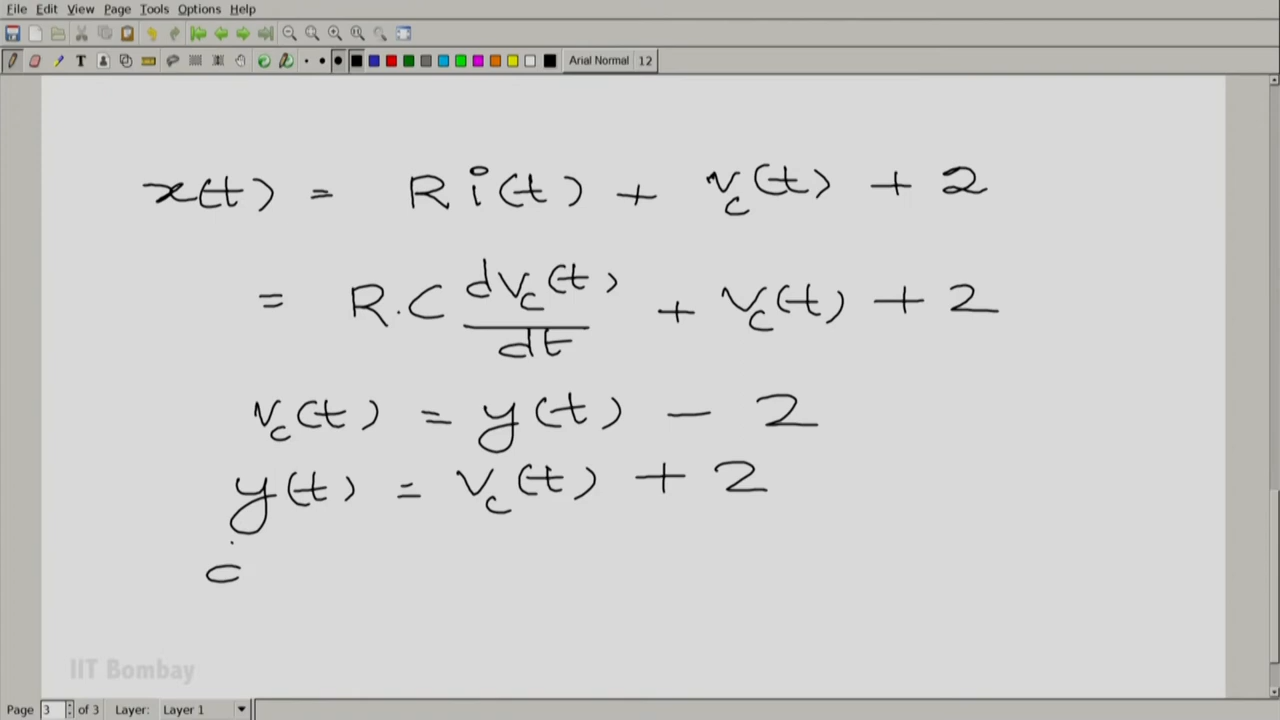 File Edit View Page Tools Options Help
T Arial Normal 12
x(t) = R i(t) + v_c(t) + 2
= R.C dv_c(t)/dt + v_c(t) + 2
v_c(t) = y(t) - 2
y(t) = v_c(t) + 2
IIT Bombay
Page 3 of 3 Layer: Layer 1